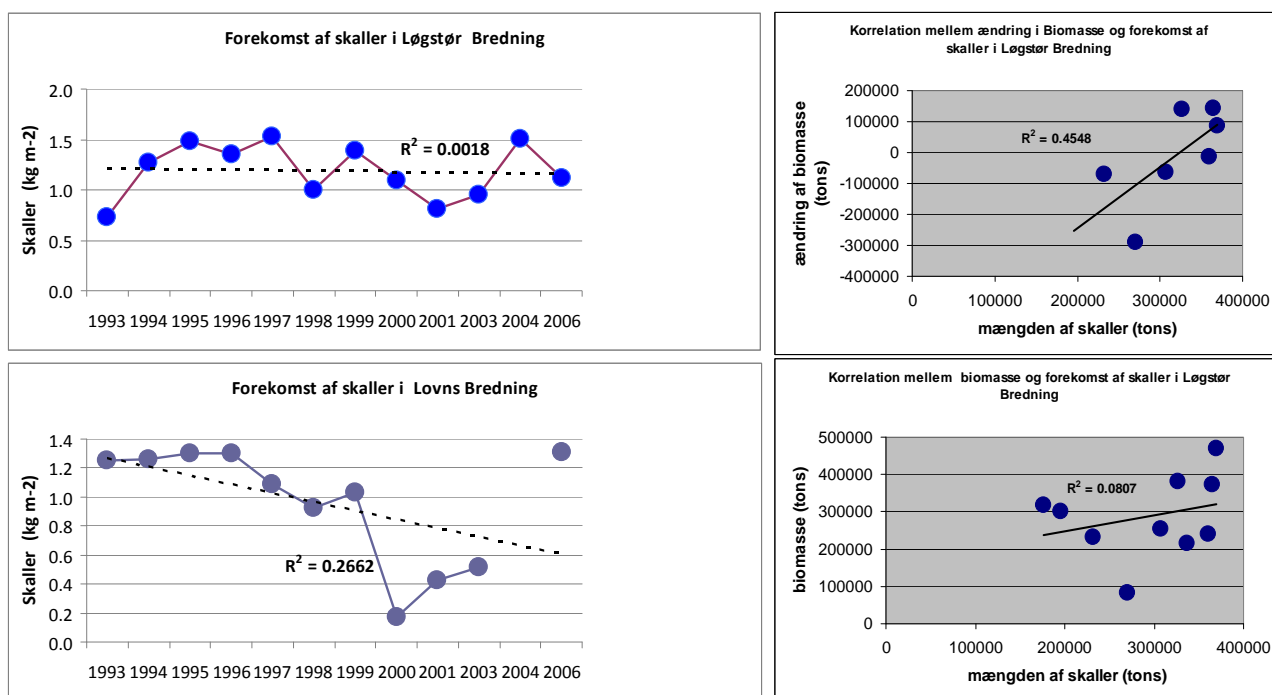 Forekomst af skaller i Løgstør Bredning
Skaller (kg m-2)
2.0
1.5
1.0
0.5
0.0
R² = 0.0018
1993 1994 1995 1996 1997 1998 1999 2000 2001 2003 2004 2006
Korrelation mellem ændring i Biomasse og forekomst af
skaller i Løgstør Bredning
ændring af biomasse
(tons)
200000
100000
0
-100000
-200000
-300000
-400000
R² = 0.4548
0 100000 200000 300000 400000
mængden af skaller (tons)
Forekomst af skaller i Lovns Bredning
Skaller (kg m-2)
1.4
1.2
1.0
0.8
0.6
0.4
0.2
0.0
R² = 0.2662
1993 1994 1995 1996 1997 1998 1999 2000 2001 2003 2004 2006
Korrelation mellem biomasse og forekomst af skaller i Løgstør
Bredning
biomasse (tons)
500000
400000
300000
200000
100000
0
R² = 0.0807
0 100000 200000 300000 400000
mængden af skaller (tons)